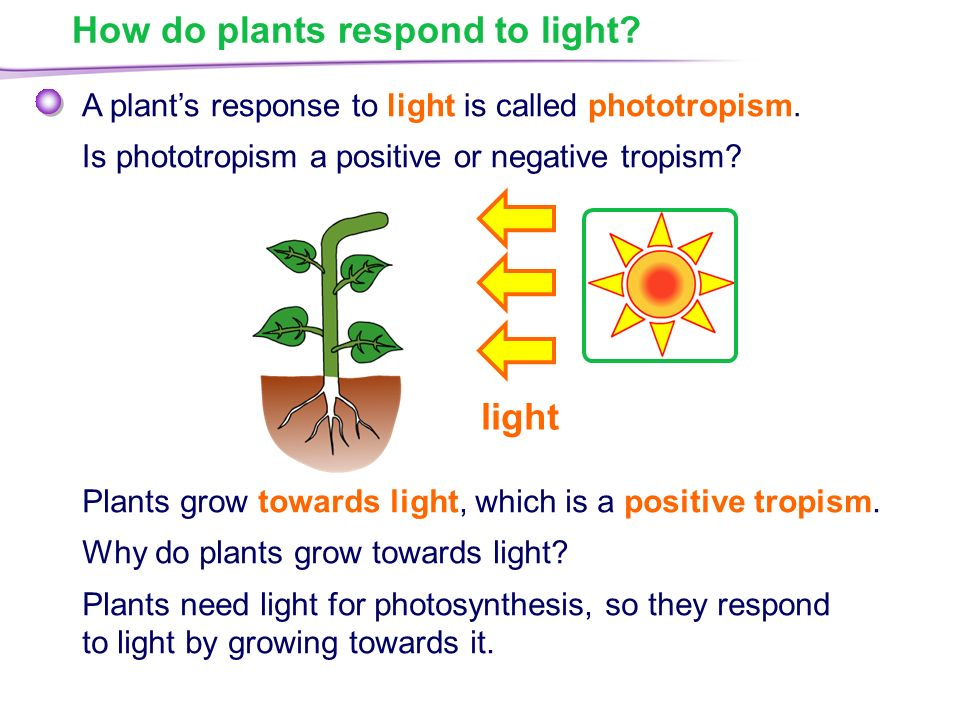 How do plants respond to light?
A plant’s response to light is called phototropism.
Is phototropism a positive or negative tropism?
light
Plants grow towards light, which is a positive tropism.
Why do plants grow towards light?
Plants need light for photosynthesis, so they respond
to light by growing towards it.